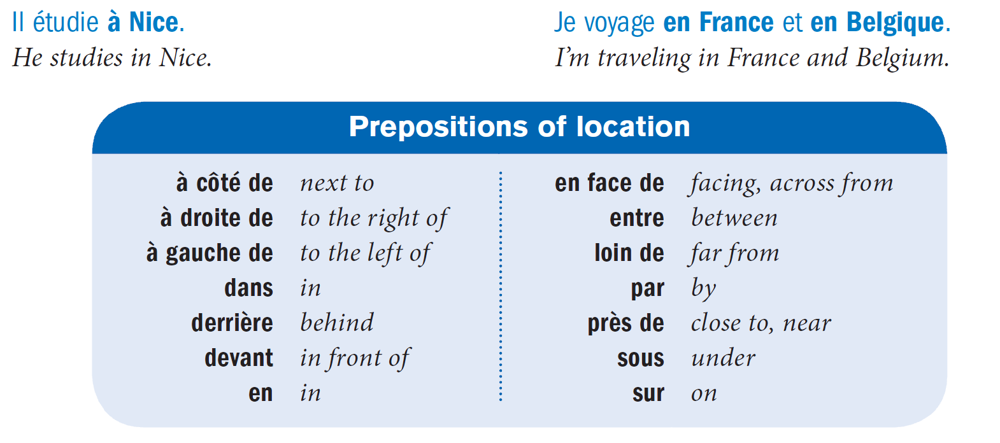 Il étudie à Nice.
He studies in Nice.
Je voyage en France et en Belgique.
I'm traveling in France and Belgium.
Prepositions of location
à côté de next to
à droite de to the right of
à gauche de to the left of
dans in
derrière behind
devant in front of
en in
en face de facing, across from
entre between
loin de far from
par by
près de close to, near
sous under
sur on